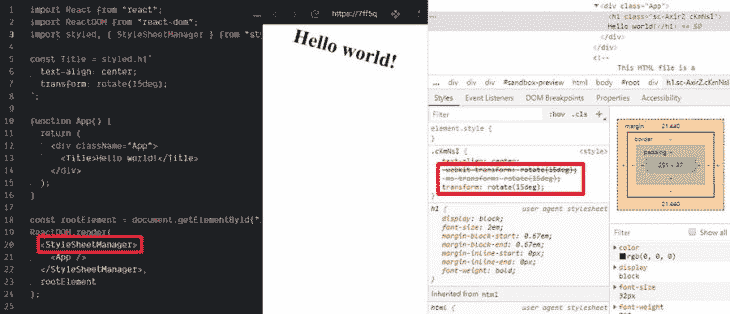 1 import React from "react";
2 import ReactDOM from "react-dom";
3 import styled, { StyleSheetManager } from "st
4
5 const Title = styled.h1`
6 text-align: center;
7 transform: rotate(15deg);
8 `;
9
10 function App() {
11 return (
12 <div className="App">
13 <Title>Hello world!</Title>
14 </div>
15 );
16 }
17
18 const rootElement = document.getElementById("
19 ReactDOM.render(
20 <StyleSheetManager>
21 <App />
22 </StyleSheetManager>,
23 rootElement
24 );
25
https://7ff5q
Hello world!
▼<div class="App">
<h1 class="sc-AxirZ cKmNsI">
Hello world!</h1> == $0
</div>
</div>
<!--
This HTML file is a
... div div div #sandbox-preview html body #root div h1.sc-AxirZ.cKmNsI
Styles Event Listeners DOM Breakpoints Properties Accessibility
Filter :hov .cls +
element.style {
}
.cKmNsI { <style>
text-align: center;
-webkit-transform: rotate(15deg);
-ms-transform: rotate(15deg);
transform: rotate(15deg);
}
h1 { user agent stylesheet
display: block;
font-size: 2em;
margin-block-start: 0.67em;
margin-block-end: 0.67em;
margin-inline-start: 0px;
margin-inline-end: 0px;
font-weight: bold;
}
Inherited from html
html { user agent stylesheet
margin 21.440
border -
padding -
21.440
Filter Show all
color
rgb(0, 0, 0)
display
block
font-size
32px
font-weight